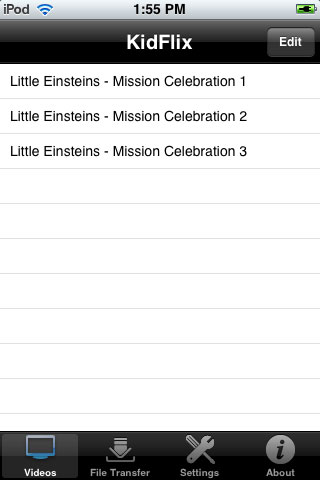 iPod 1:55 PM
KidFlix Edit
Little Einsteins - Mission Celebration 1
Little Einsteins - Mission Celebration 2
Little Einsteins - Mission Celebration 3
Videos File Transfer Settings About